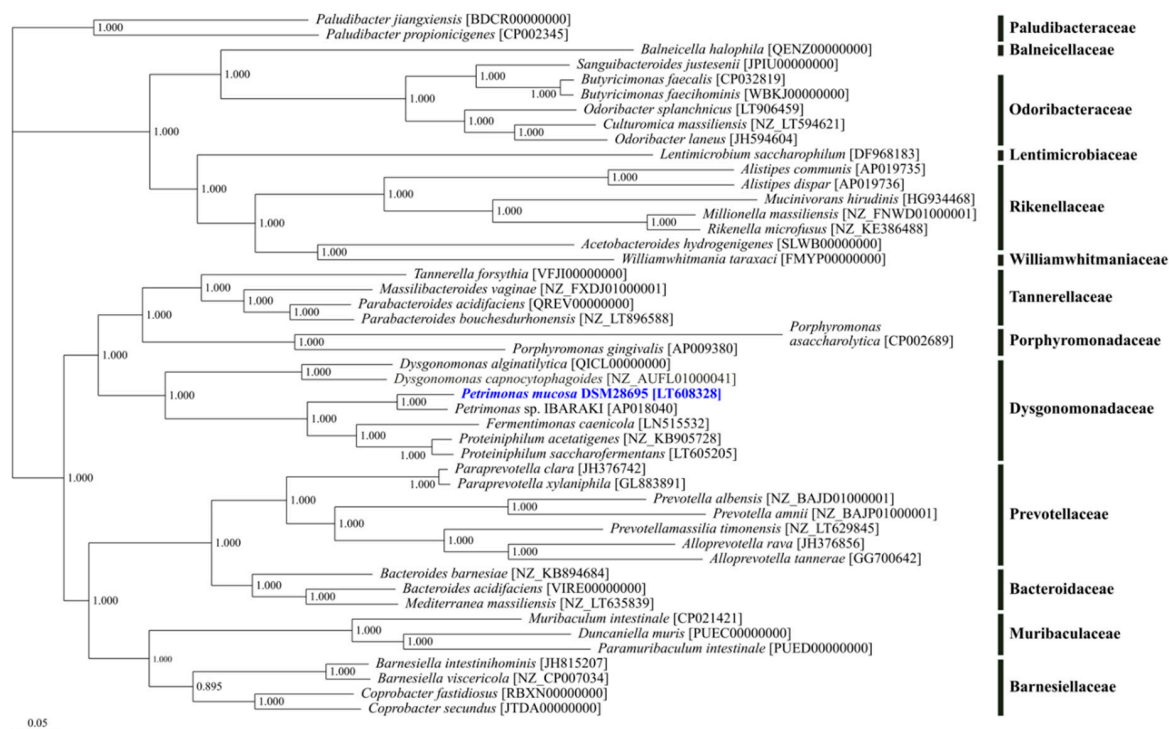 Paludibacter jiangxiensis [BDCR00000000]
Paludibacter propionicigenes [CP002345]
1.000
Paludibacteraceae
Balneicella halophila [QENZ00000000]
Balneicellaceae
Sanguibacteroides justesenii [JPIU00000000]
1.000
1.000
Butyricimonas faecalis [CP032819]
Butyricimonas faecihominis [WBKJ00000000]
1.000
1.000
Odoribacter splanchnicus [LT906459]
Odoribacteraceae
1.000
Culturomica massiliensis [NZ_LT594621]
1.000
Odoribacter laneus [JH594604]
1.000
Lentimicrobium saccharophilum [DF968183]
Lentimicrobiaceae
Alistipes communis [AP019735]
1.000
Alistipes dispar [AP019736]
1.000
1.000
Mucinivorans hirudinis [HG934468]
1.000
Millionella massiliensis [NZ_FNWD01000001]
Rikenellaceae
1.000
Rikenella microfusus [NZ_KE386488]
1.000
Acetobacteroides hydrogenigenes [SLWB00000000]
1.000
Williamwhitmania taraxaci [FMYP00000000]
Williamwhitmaniaceae
Tannerella forsythia [VFJI00000000]
1.000
Massilibacteroides vaginae [NZ_FXDJ01000001]
1.000
Parabacteroides acidifaciens [QREV00000000]
1.000
Tannerellaceae
Parabacteroides bouchesdurhonensis [NZ_LT896588]
1.000
Porphyromonas
asaccharolytica [CP002689]
1.000
Porphyromonas gingivalis [AP009380]
Porphyromonadaceae
1.000
Dysgonomonas alginatilytica [QICL00000000]
1.000
Dysgonomonas capnocytophagoides [NZ_AUFL01000041]
1.000
Petrimonas mucosa DSM28695 [LT608328]
1.000
Petrimonas sp. IBARAKI [AP018040]
Dysgonomonadaceae
1.000
Fermentimonas caenicola [LN515532]
1.000
Proteiniphilum acetatigenes [NZ_KB905728]
1.000
Proteiniphilum saccharofermentans [LT605205]
1.000
Paraprevotella clara [JH376742]
1.000
Paraprevotella xylaniphila [GL883891]
1.000
Prevotella albensis [NZ_BAJD01000001]
1.000
Prevotella amnii [NZ_BAJP01000001]
Prevotellaceae
1.000
Prevotellamassilia timonensis [NZ_LT629845]
1.000
1.000
Alloprevotella rava [JH376856]
1.000
Alloprevotella tannerae [GG700642]
Bacteroides barnesiae [NZ_KB894684]
1.000
Bacteroides acidifaciens [VIRE00000000]
Bacteroidaceae
1.000
Mediterranea massiliensis [NZ_LT635839]
1.000
Muribaculum intestinale [CP021421]
1.000
Duncaniella muris [PUEC00000000]
Muribaculaceae
1.000
Paramuribaculum intestinale [PUED00000000]
1.000
Barnesiella intestinihominis [JH815207]
1.000
Barnesiella viscericola [NZ_CP007034]
0.895
Barnesiellaceae
Coprobacter fastidiosus [RBXN00000000]
1.000
Coprobacter secundus [JTDA00000000]
0.05